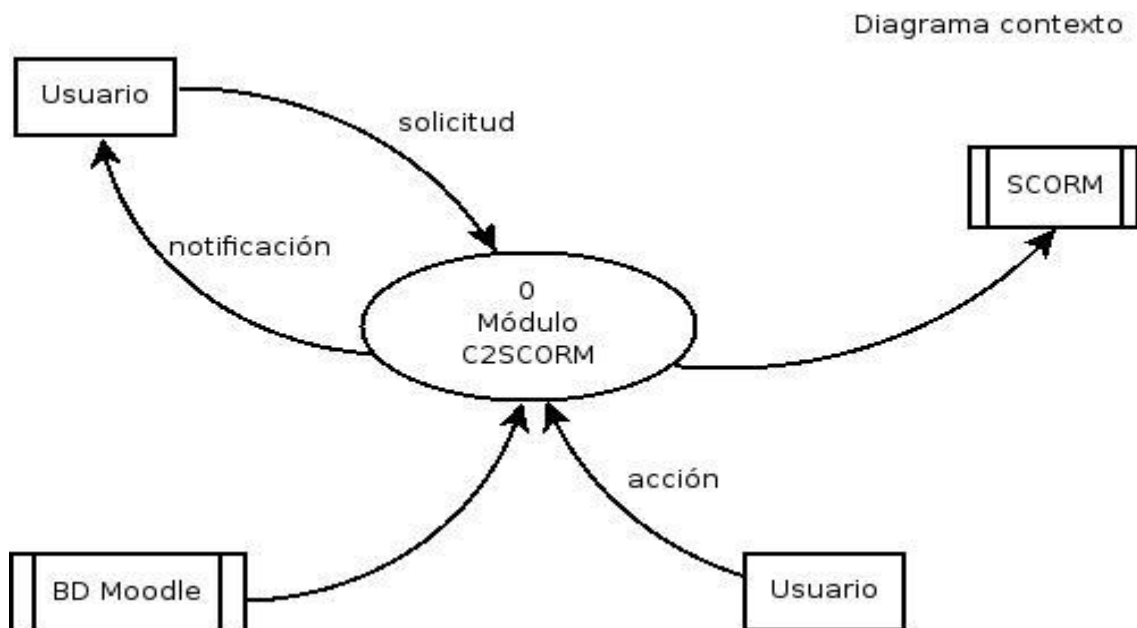 Diagrama contexto
Usuario
solicitud
SCORM
notificación
0
Módulo
C2SCORM
acción
BD Moodle
Usuario